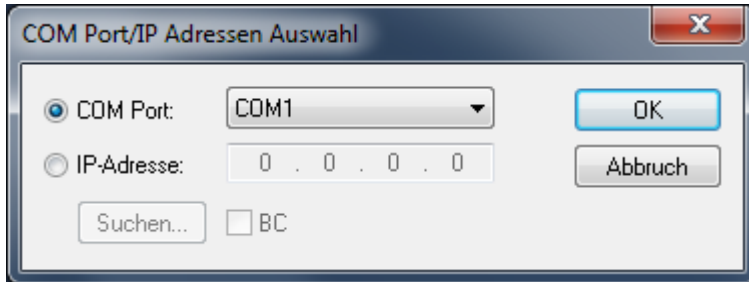 COM Port/IP Adressen Auswahl
COM Port: COM1 OK
IP-Adresse: 0 . 0 . 0 . 0 Abbruch
Suchen... BC